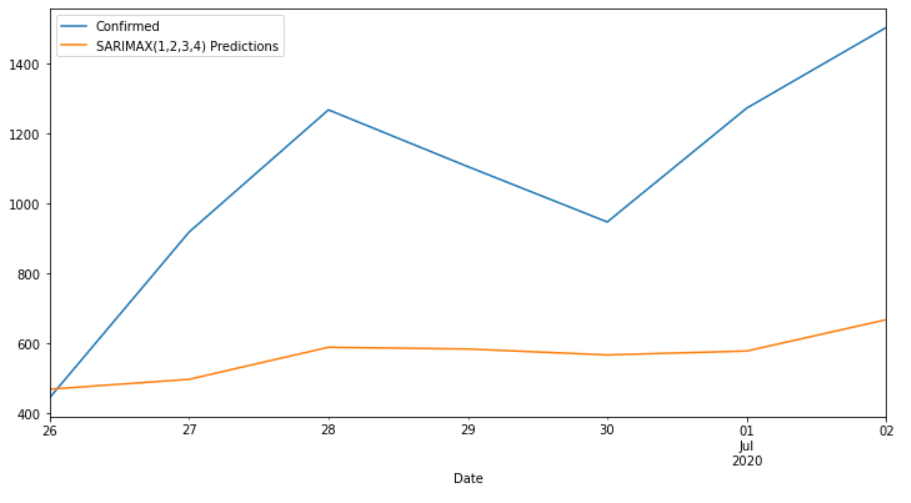 Confirmed
SARIMAX(1,2,3,4) Predictions
1400
1200
1000
800
600
400
26 27 28 29 30 01 02
Jul
2020
Date